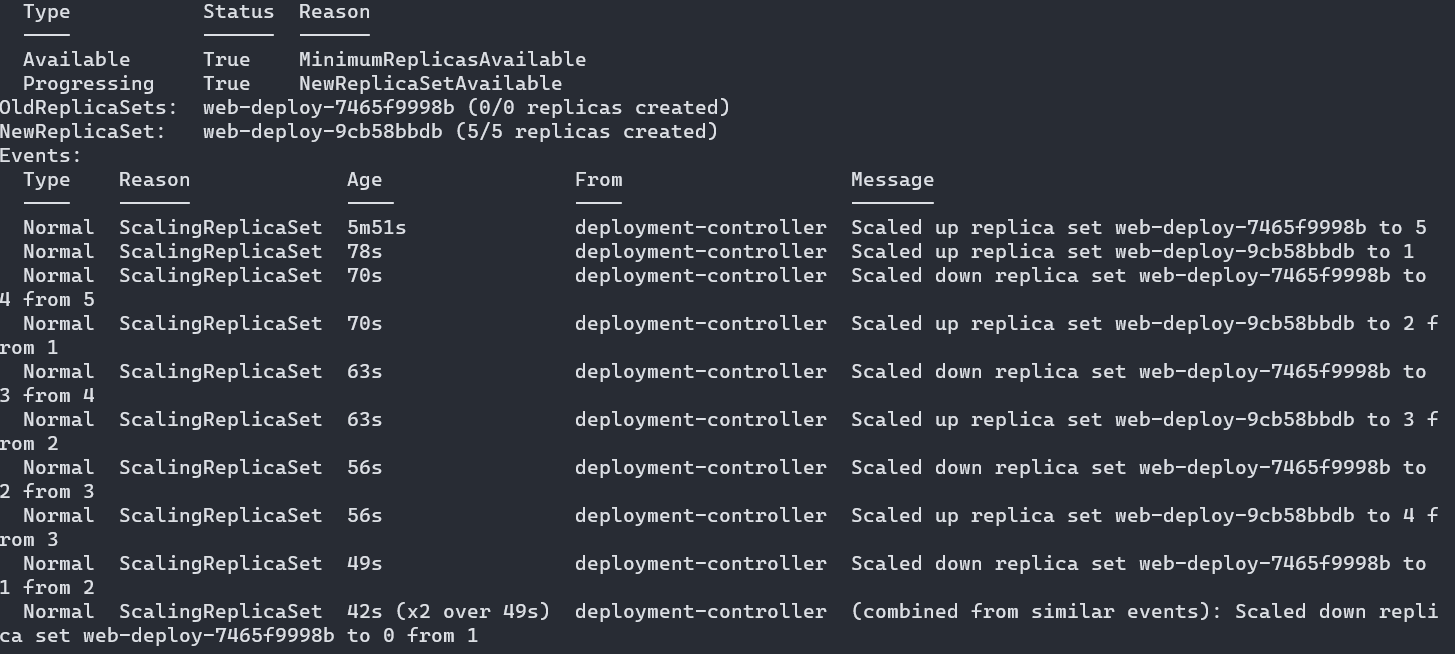 Type Status Reason
---- ------ ------
Available True MinimumReplicasAvailable
Progressing True NewReplicaSetAvailable
OldReplicaSets: web-deploy-7465f9998b (0/0 replicas created)
NewReplicaSet: web-deploy-9cb58bbdb (5/5 replicas created)
Events:
Type Reason Age From Message
---- ------ ---- ---- -------
Normal ScalingReplicaSet 5m51s deployment-controller Scaled up replica set web-deploy-7465f9998b to 5
Normal ScalingReplicaSet 78s deployment-controller Scaled up replica set web-deploy-9cb58bbdb to 1
Normal ScalingReplicaSet 70s deployment-controller Scaled down replica set web-deploy-7465f9998b to
4 from 5
Normal ScalingReplicaSet 70s deployment-controller Scaled up replica set web-deploy-9cb58bbdb to 2 f
rom 1
Normal ScalingReplicaSet 63s deployment-controller Scaled down replica set web-deploy-7465f9998b to
3 from 4
Normal ScalingReplicaSet 63s deployment-controller Scaled up replica set web-deploy-9cb58bbdb to 3 f
rom 2
Normal ScalingReplicaSet 56s deployment-controller Scaled down replica set web-deploy-7465f9998b to
2 from 3
Normal ScalingReplicaSet 56s deployment-controller Scaled up replica set web-deploy-9cb58bbdb to 4 f
rom 3
Normal ScalingReplicaSet 49s deployment-controller Scaled down replica set web-deploy-7465f9998b to
1 from 2
Normal ScalingReplicaSet 42s (x2 over 49s) deployment-controller (combined from similar events): Scaled down repli
ca set web-deploy-7465f9998b to 0 from 1